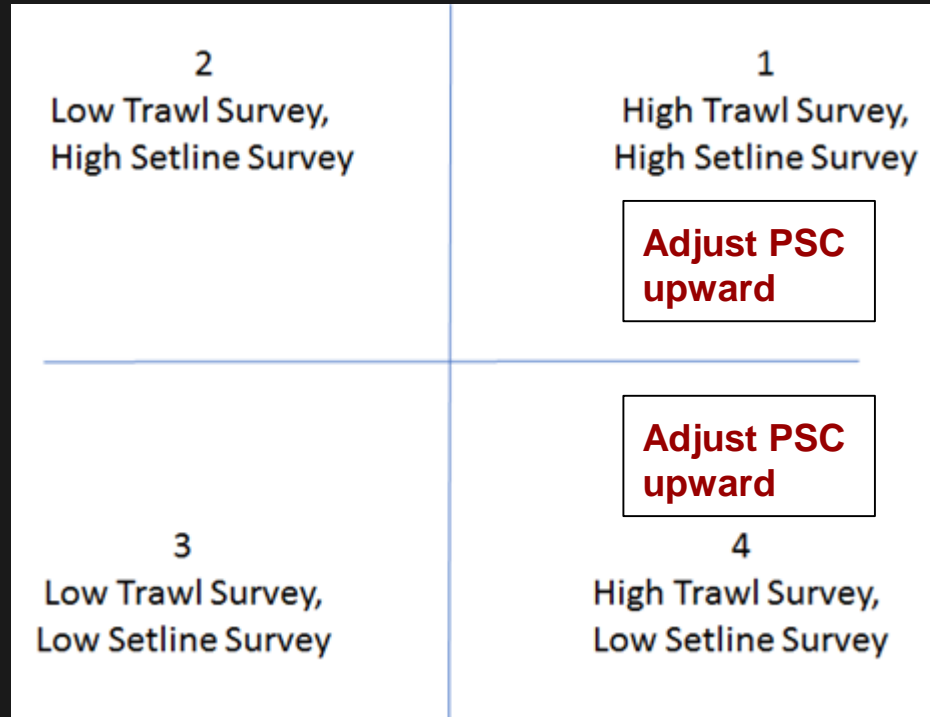 2
Low Trawl Survey,
High Setline Survey
1
High Trawl Survey,
High Setline Survey
Adjust PSC
upward
Adjust PSC
upward
3
Low Trawl Survey,
Low Setline Survey
4
High Trawl Survey,
Low Setline Survey